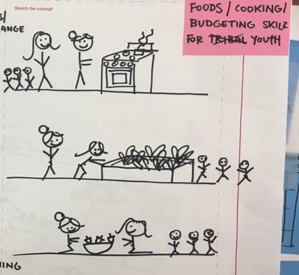 Sketch the concept
FOODS / COOKING/
BUDGETING SKILZ
FOR TRIBAL YOUTH